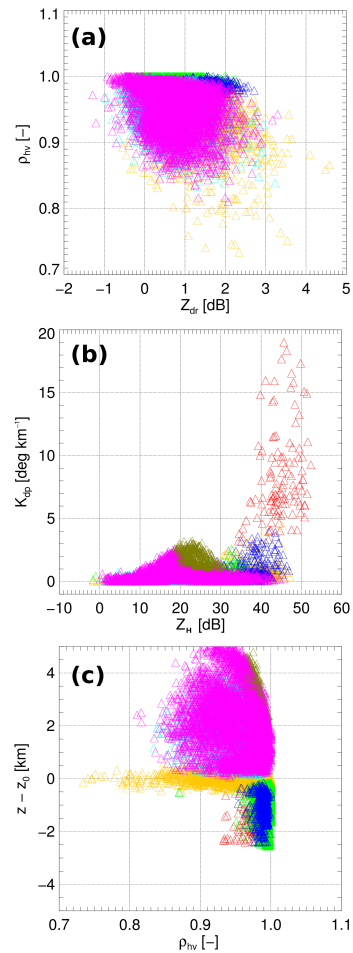 (a)
1.1
1.0
0.9
0.8
0.7
ρhv [–]
−2 −1 0 1 2 3 4 5
Zdr [dB]
(b)
20
15
10
5
0
Kdp [deg km⁻¹]
−10 0 10 20 30 40 50 60
ZH [dB]
(c)
4
2
0
−2
−4
z − z0 [km]
0.7 0.8 0.9 1.0 1.1
ρhv [–]